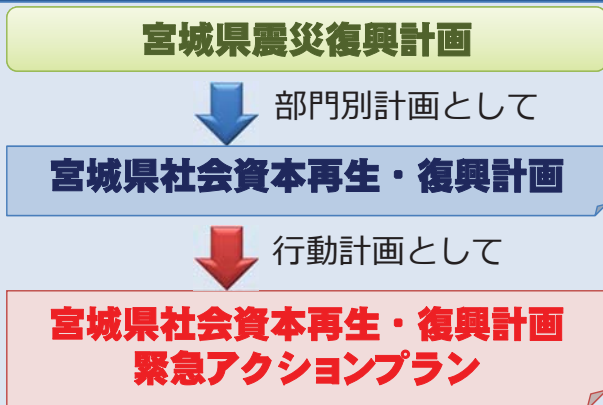 宮城県震災復興計画
部門別計画として
宮城県社会資本再生・復興計画
行動計画として
宮城県社会資本再生・復興計画
緊急アクションプラン